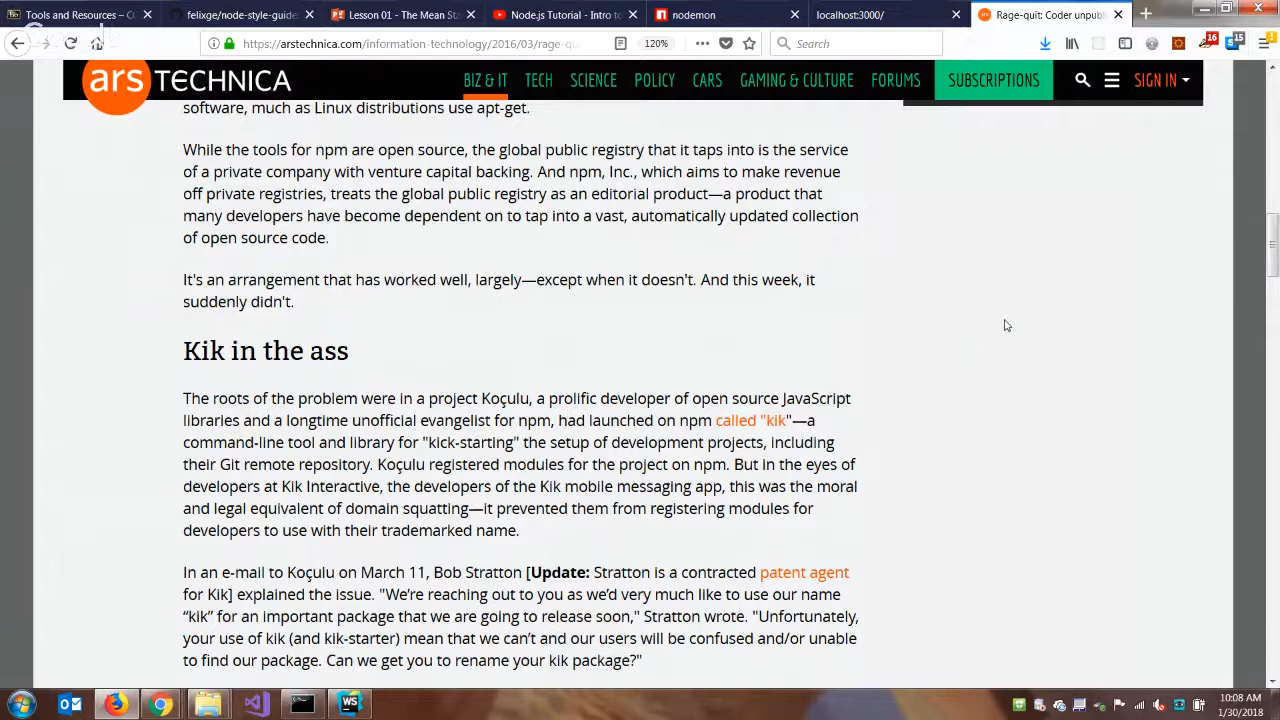 Tools and Resources - Co
felixge/node-style-guide
Lesson 01 - The Mean Sta
Node.js Tutorial - Intro to
nodemon
localhost:3000/
Rage-quit: Coder unpubli
https://arstechnica.com/information-technology/2016/03/rage-qu
120%
Search
16
15
ars TECHNICA
BIZ & IT TECH SCIENCE POLICY CARS GAMING & CULTURE FORUMS SUBSCRIPTIONS SIGN IN
software, much as Linux distributions use apt-get.
While the tools for npm are open source, the global public registry that it taps into is the service
of a private company with venture capital backing. And npm, Inc., which aims to make revenue
off private registries, treats the global public registry as an editorial product—a product that
many developers have become dependent on to tap into a vast, automatically updated collection
of open source code.
It's an arrangement that has worked well, largely—except when it doesn't. And this week, it
suddenly didn't.
Kik in the ass
The roots of the problem were in a project Koçulu, a prolific developer of open source JavaScript
libraries and a longtime unofficial evangelist for npm, had launched on npm called "kik"—a
command-line tool and library for "kick-starting" the setup of development projects, including
their Git remote repository. Koçulu registered modules for the project on npm. But in the eyes of
developers at Kik Interactive, the developers of the Kik mobile messaging app, this was the moral
and legal equivalent of domain squatting—it prevented them from registering modules for
developers to use with their trademarked name.
In an e-mail to Koçulu on March 11, Bob Stratton [Update: Stratton is a contracted patent agent
for Kik] explained the issue. "We’re reaching out to you as we’d very much like to use our name
“kik” for an important package that we are going to release soon," Stratton wrote. "Unfortunately,
your use of kik (and kik-starter) mean that we can’t and our users will be confused and/or unable
to find our package. Can we get you to rename your kik package?"
10:08 AM
1/30/2018